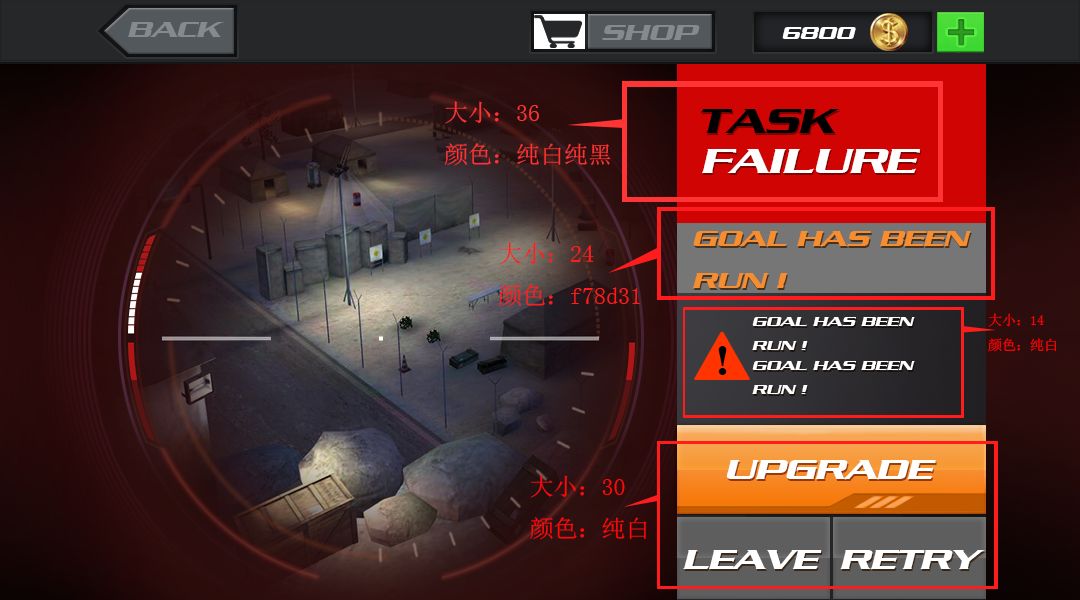 BACK
SHOP
6800
大小：36
颜色：纯白纯黑
TASK
FAILURE
大小：24
颜色：f78d31
GOAL HAS BEEN
RUN !
GOAL HAS BEEN
RUN !
GOAL HAS BEEN
RUN !
大小：14
颜色：纯白
大小：30
颜色：纯白
UPGRADE
LEAVE
RETRY